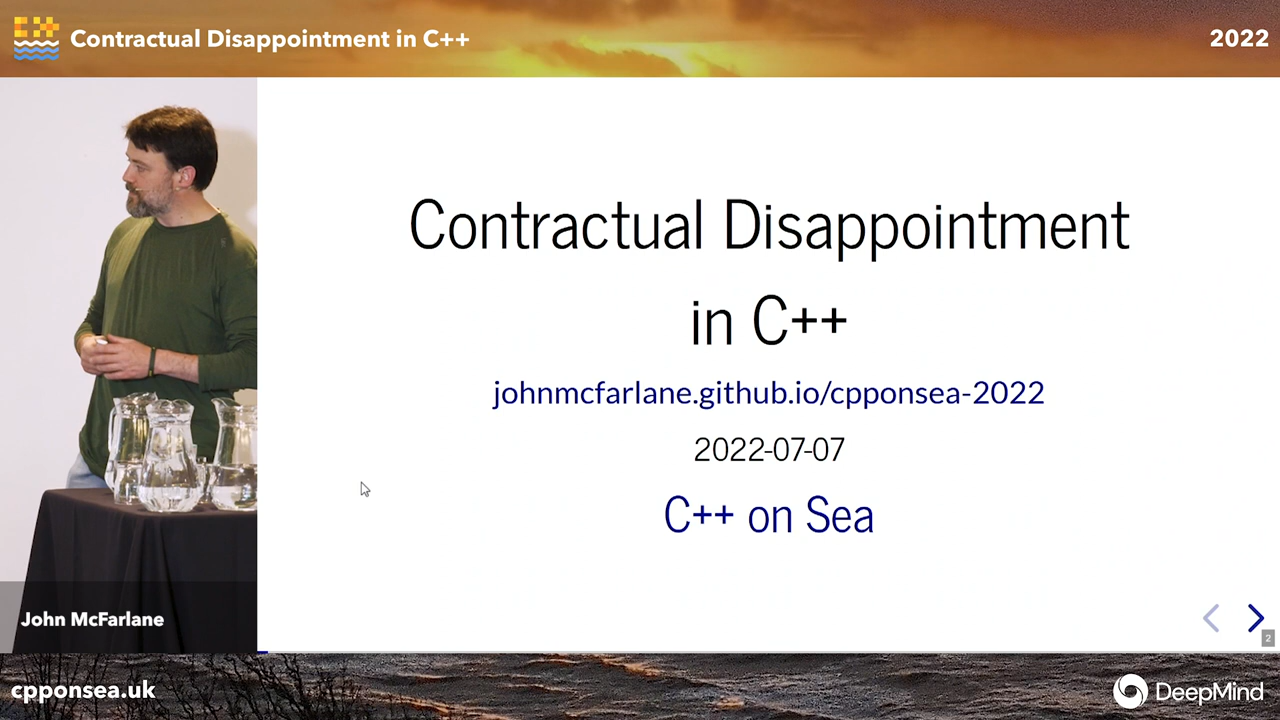 Contractual Disappointment in C++
2022
Contractual Disappointment
in C++
johnmcfarlane.github.io/cpponsea-2022
2022-07-07
C++ on Sea
2
John McFarlane
cpponsea.uk
DeepMind